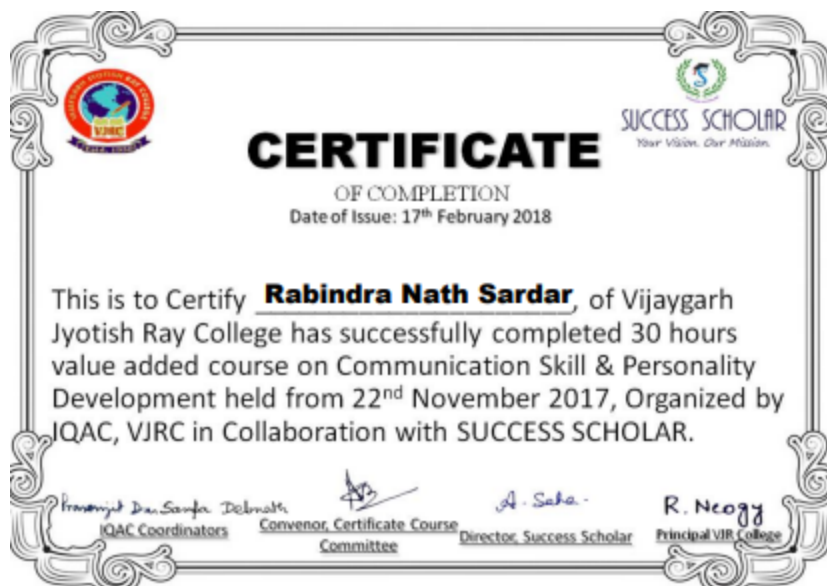 VJRC
SUCCESS SCHOLAR
Your Vision. Our Mission.
CERTIFICATE
OF COMPLETION
Date of Issue: 17th February 2018
This is to Certify Rabindra Nath Sardar, of Vijaygarh
Jyotish Ray College has successfully completed 30 hours
value added course on Communication Skill & Personality
Development held from 22nd November 2017, Organized by
IQAC, VJRC in Collaboration with SUCCESS SCHOLAR.
A. Saha.
R. Neogy
IQAC Coordinators
Convenor, Certificate Course
Committee
Director, Success Scholar
Principal VJR College